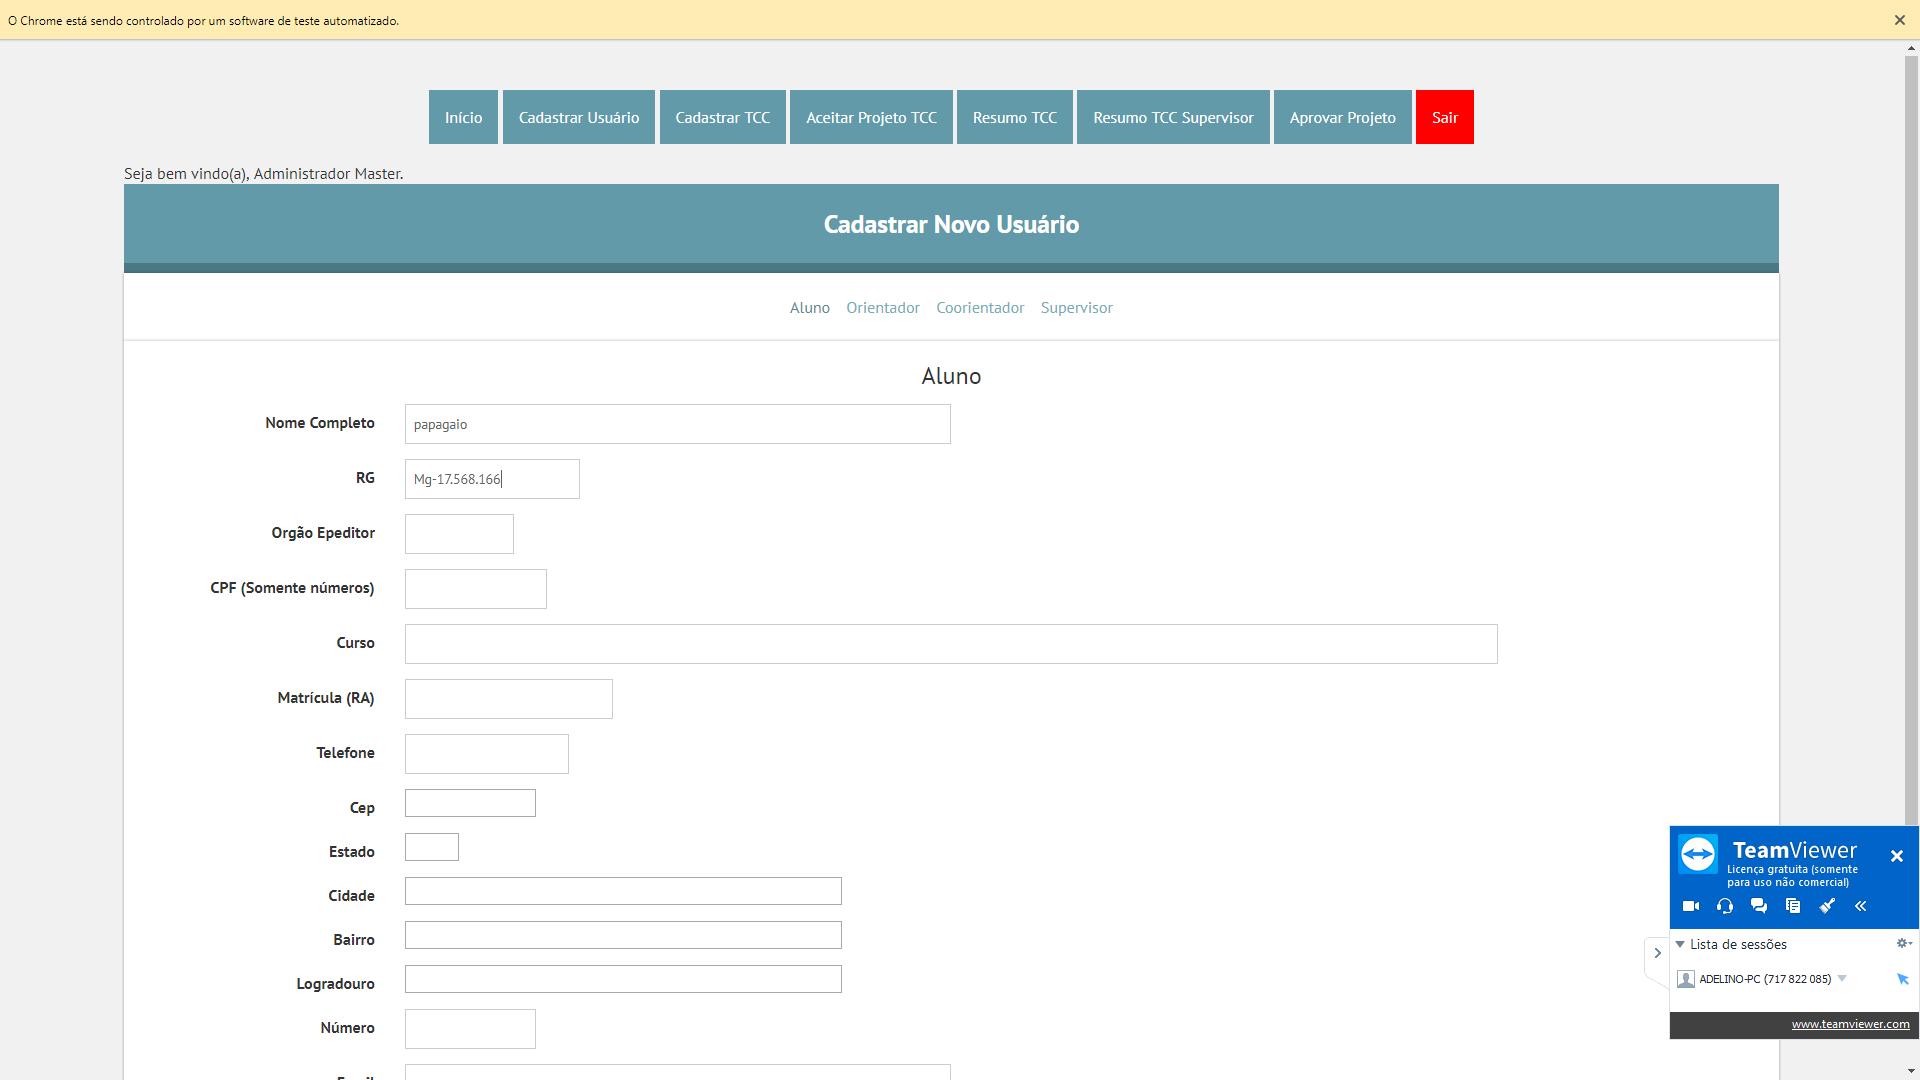 O Chrome está sendo controlado por um software de teste automatizado.
Início Cadastrar Usuário Cadastrar TCC Aceitar Projeto TCC Resumo TCC Resumo TCC Supervisor Aprovar Projeto Sair
Seja bem vindo(a), Administrador Master.
Cadastrar Novo Usuário
Aluno Orientador Coorientador Supervisor
Aluno
Nome Completo papagaio
RG Mg-17.568.166
Orgão Epeditor
CPF (Somente números)
Curso
Matrícula (RA)
Telefone
Cep
Estado
Cidade
Bairro
Logradouro
Número
TeamViewer
Licença gratuita (somente
para uso não comercial)
Lista de sessões
ADELINO-PC (717 822 085)
www.teamviewer.com